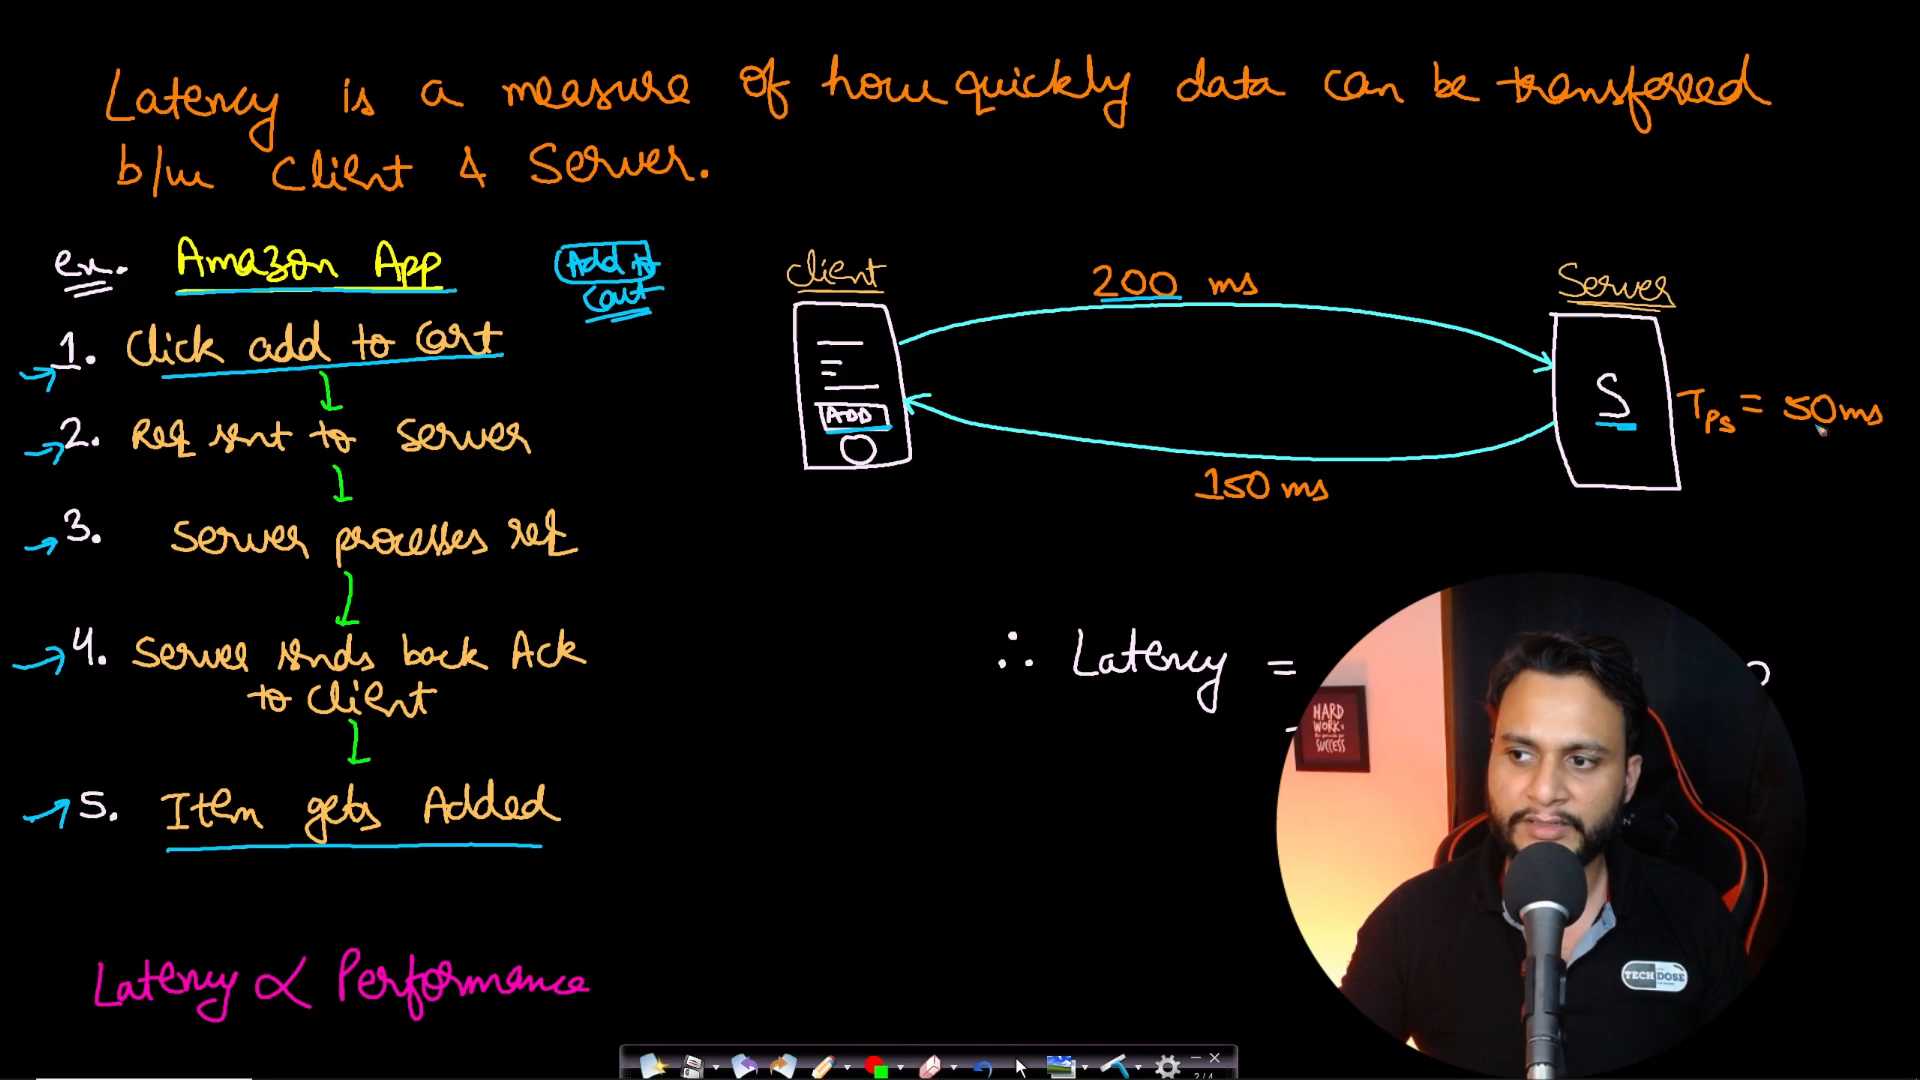 Latency is a measure of how quickly data can be transfered
b/w Client & Server.
ex. Amazon App
Add to
Cart
1. Click add to Cart
2. Req sent to Server
3. Server processes req
4. Server sends back Ack
to Client
5. Item gets Added
Latency ∝ Performance
Client
200 ms
Server
ADD
S
TPS = 50ms
150 ms
∴ Latency =
HARD
WORK
SUCCESS
TECH DOSE